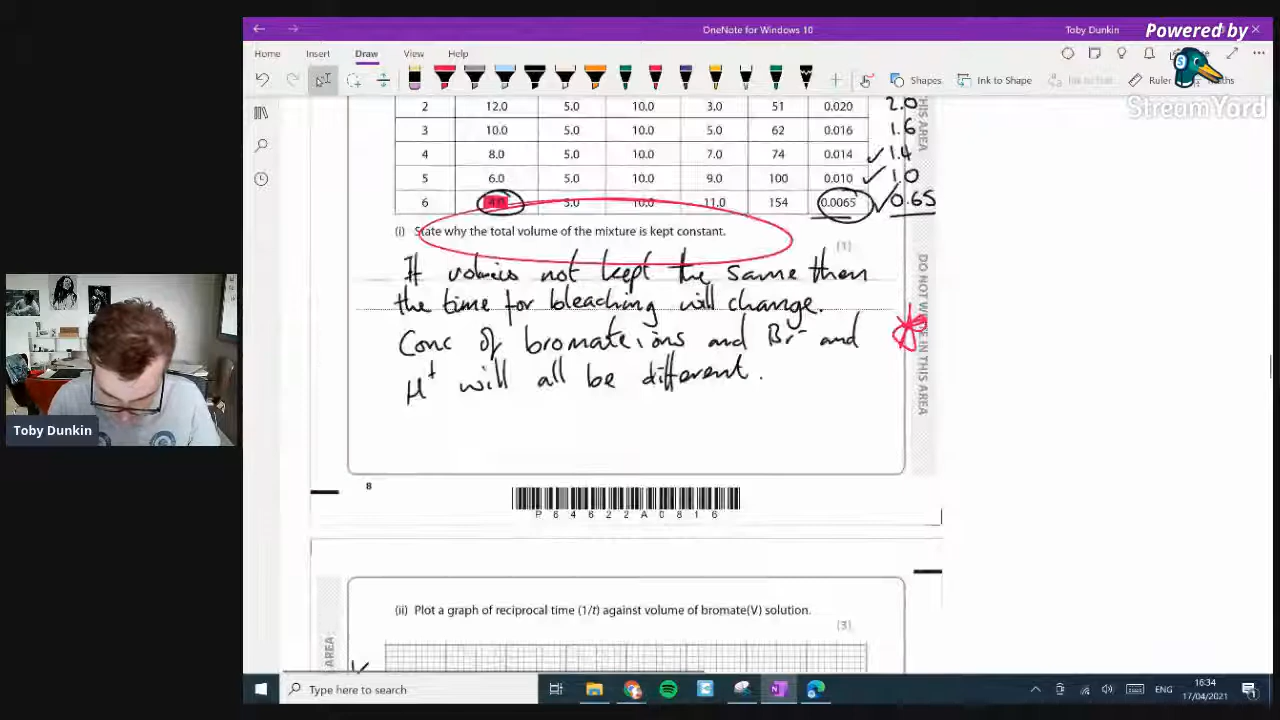 OneNote for Windows 10
Toby Dunkin
Powered by
StreamYard
Home Insert Draw View Help
Shapes Ink to Shape Ink to Ruler Maths
2 12.0 5.0 10.0 3.0 51 0.020 2.0
3 10.0 5.0 10.0 5.0 62 0.016 1.6
4 8.0 5.0 10.0 7.0 74 0.014 ✓ 1.4
5 6.0 5.0 10.0 9.0 100 0.010 ✓ 1.0
6 4.0 5.0 10.0 11.0 154 0.0065 ✓ 0.65
THIS AREA
(i) State why the total volume of the mixture is kept constant.
(1)
If volume is not kept the same then
the time for bleaching will change.
Conc of bromate ions and Br⁻ and
H⁺ will all be different.
DO NOT WRITE IN THIS AREA
Toby Dunkin
8
P64622A0816
(ii) Plot a graph of reciprocal time (1/t) against volume of bromate(V) solution.
(3)
AREA
Type here to search
ENG
16:34
17/04/2021